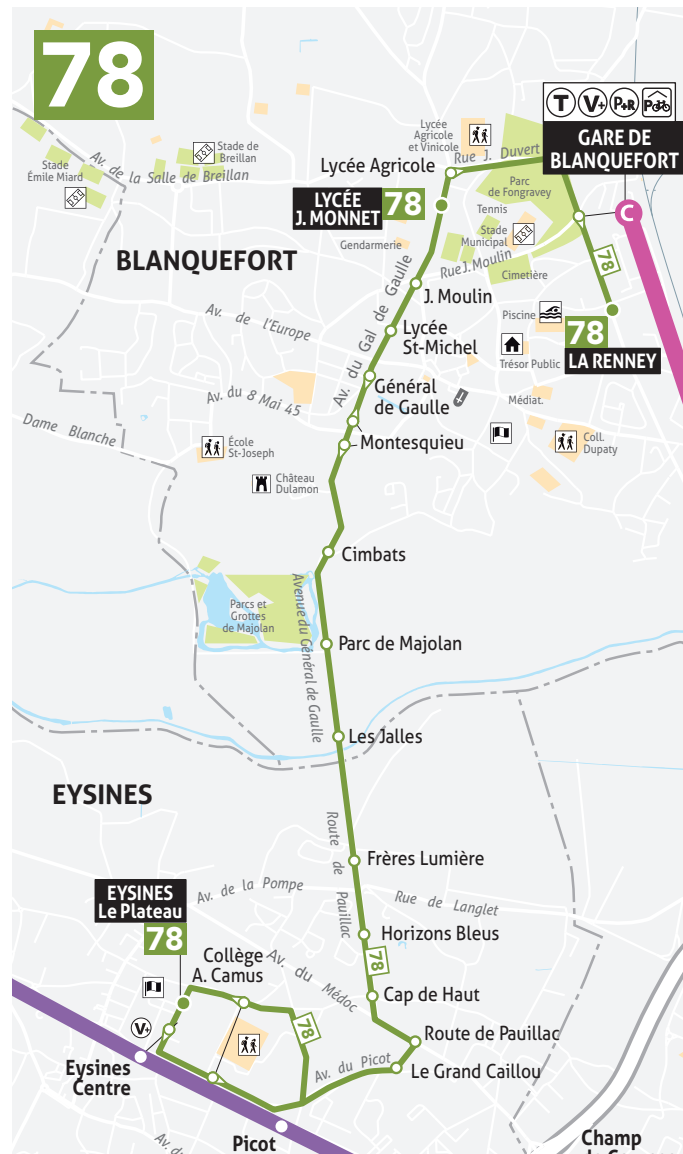 78
T V+ P+R P
GARE DE
BLANQUEFORT
Lycée
Agricole
et Vinicole
Rue J. Duvert
Stade de
Breillan
Stade
Émile Miard
Av. de la Salle de Breillan
Lycée Agricole
Parc
de Fongravey
LYCÉE
J. MONNET
78
Tennis
Stade
Municipal
C
Gendarmerie
BLANQUEFORT
Rue J. Moulin
Cimetière
78
J. Moulin
Av. du Gal de Gaulle
Av. de l'Europe
Piscine
Lycée
St-Michel
78
LA RENNEY
Trésor Public
Général
de Gaulle
Av. du 8 Mai 45
Médiat.
Dame Blanche
École
St-Joseph
Montesquieu
Coll.
Dupaty
Château
Dulamon
Cimbats
Parcs et
Grottes
de Majolan
Avenue du Général de Gaulle
Parc de Majolan
Les Jalles
EYSINES
Route de Pauillac
Frères Lumière
Av. de la Pompe
Rue de Langlet
EYSINES
Le Plateau
78
Horizons Bleus
Collège
A. Camus
Av. du Médoc
78
Cap de Haut
V+
78
Route de Pauillac
Eysines
Centre
Av. du Picot
Le Grand Caillou
Picot
Av. du
Champ